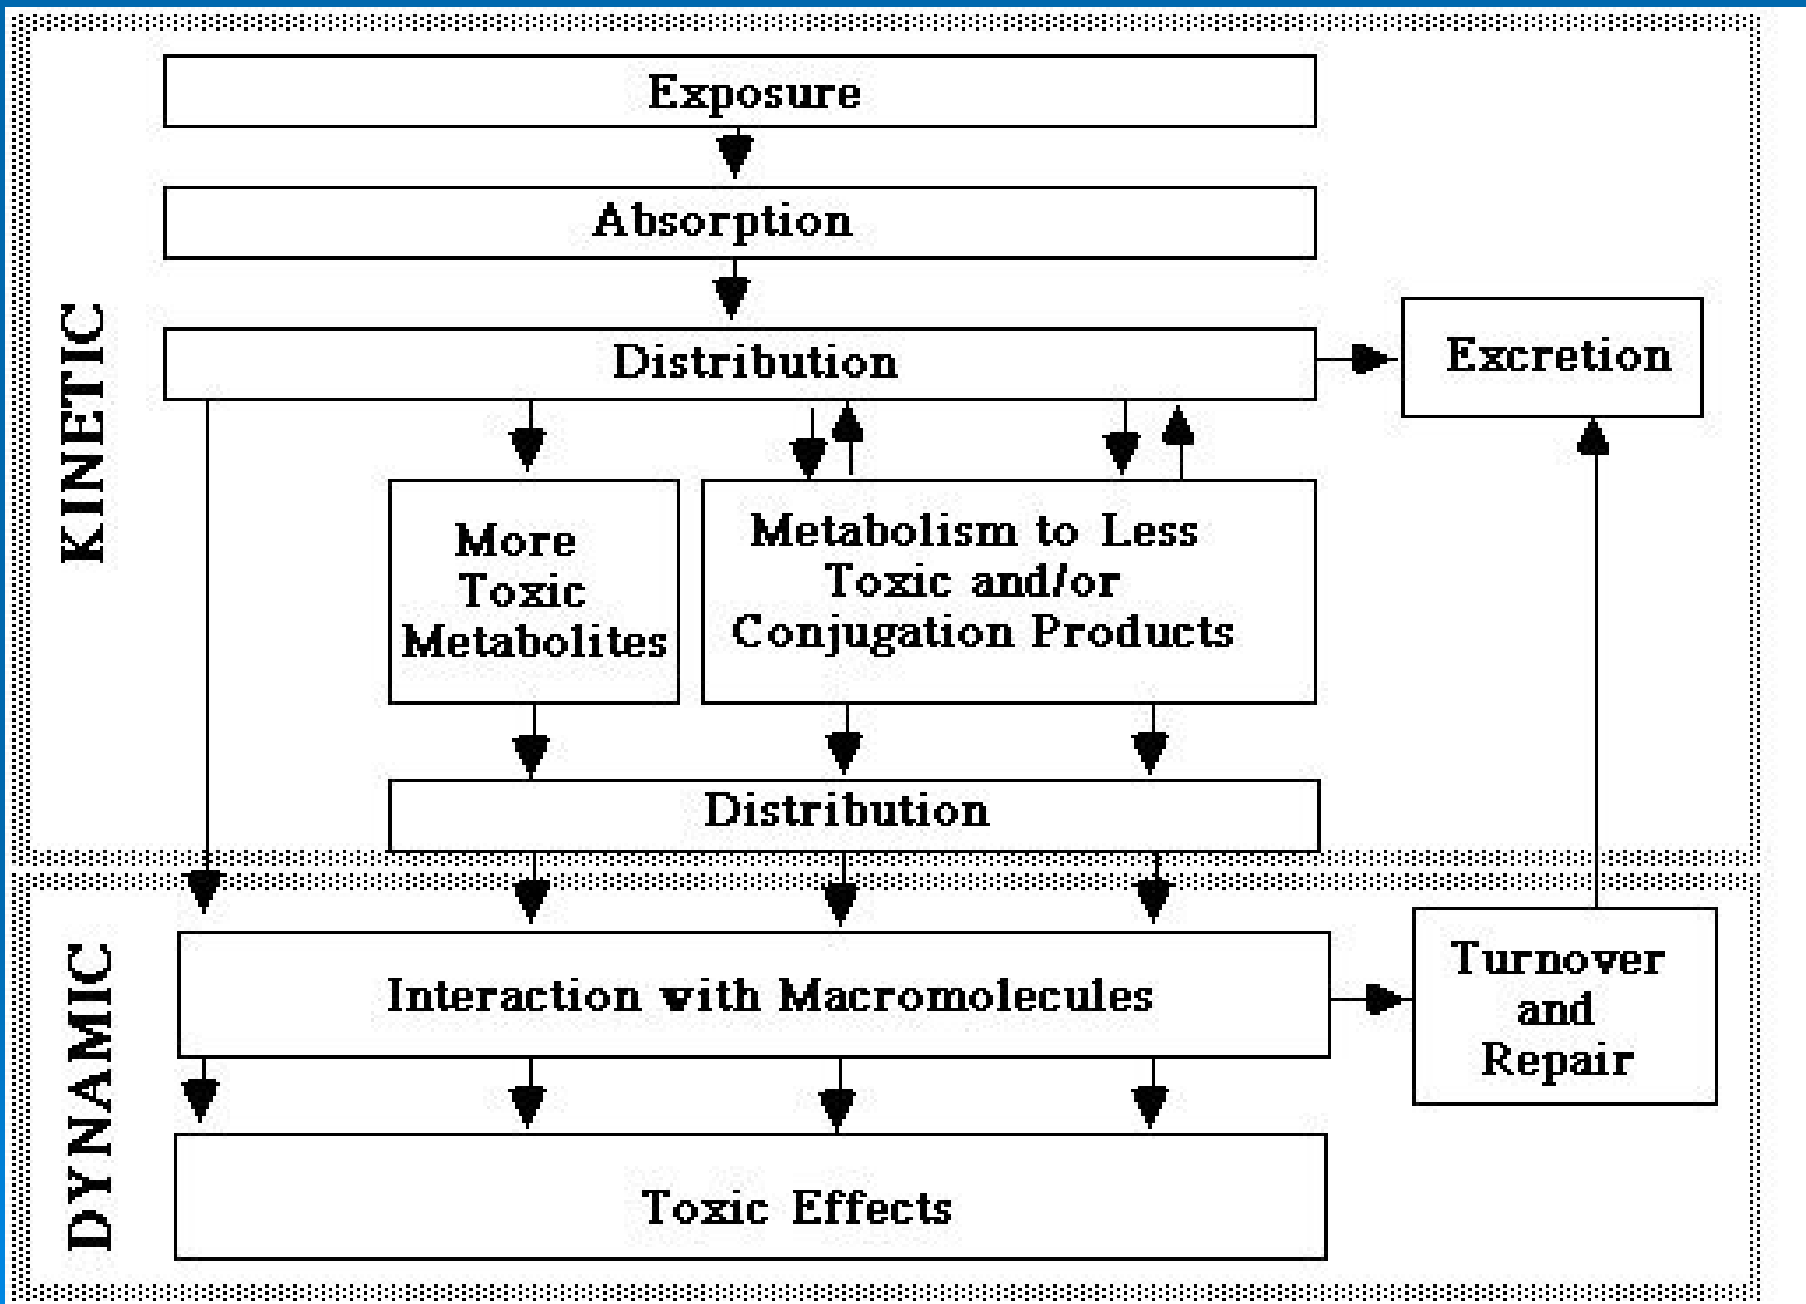 Exposure
Absorption
KINETIC
Distribution
Excretion
More
Toxic
Metabolites
Metabolism to Less
Toxic and/or
Conjugation Products
Distribution
DYNAMIC
Interaction with Macromolecules
Turnover
and
Repair
Toxic Effects